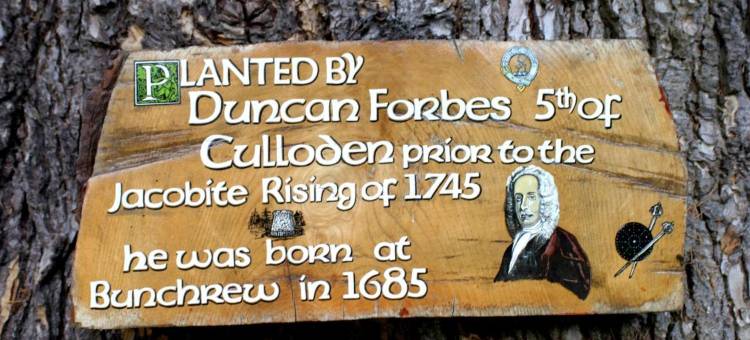 PLANTED BY
Duncan Forbes 5th of
Culloden prior to the
Jacobite Rising of 1745
he was born at
Bunchrew in 1685